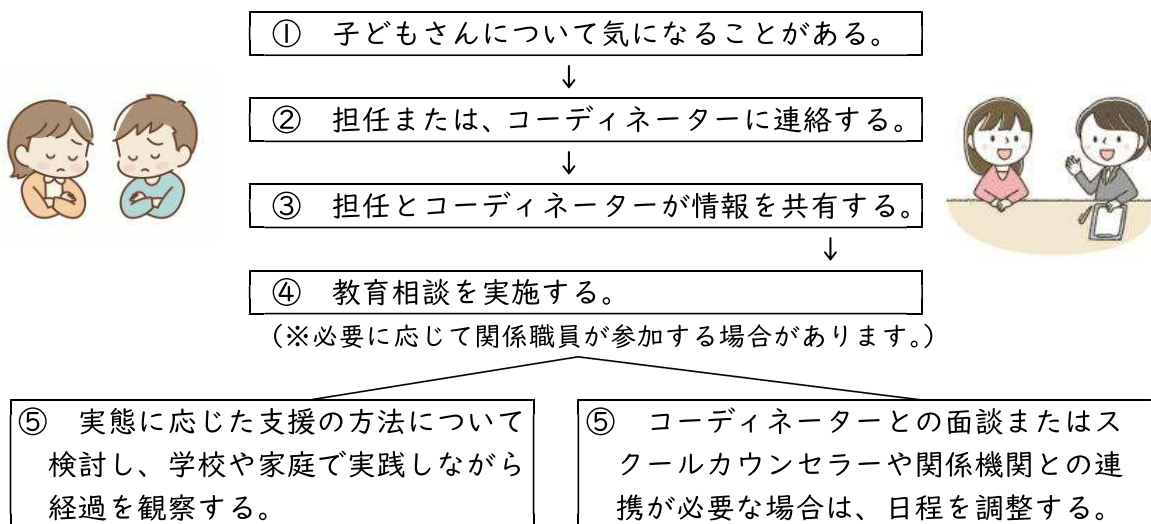 ① 子どもさんについて気になることがある。
↓
② 担任または、コーディネーターに連絡する。
↓
③ 担任とコーディネーターが情報を共有する。
↓
④ 教育相談を実施する。
(※必要に応じて関係職員が参加する場合があります。)
⑤ 実態に応じた支援の方法について
検討し、学校や家庭で実践しながら
経過を観察する。
⑤ コーディネーターとの面談またはス
クールカウンセラーや関係機関との連
携が必要な場合は、日程を調整する。